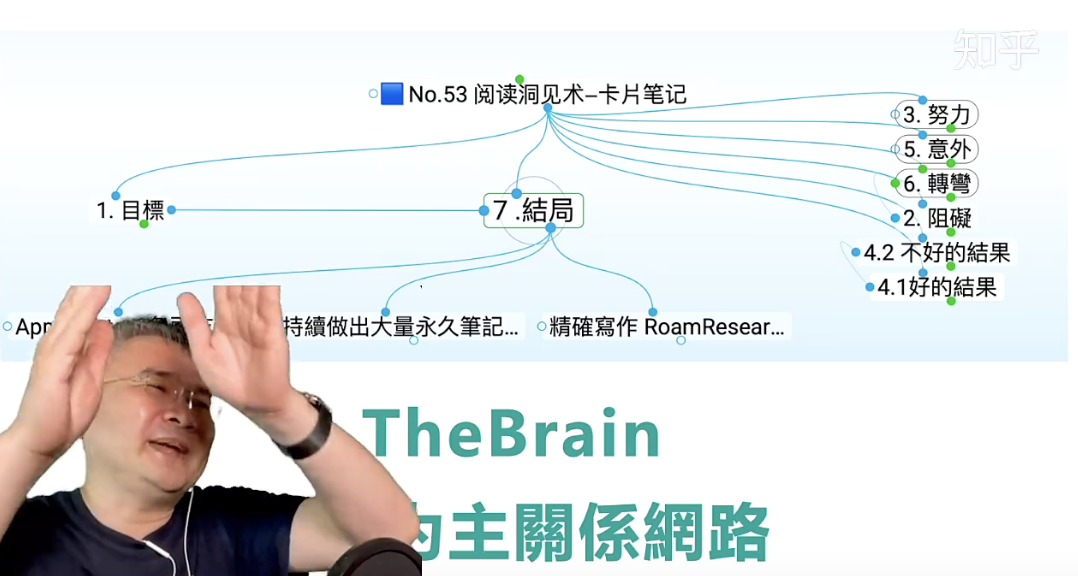 知乎
No.53 阅读洞见术–卡片笔记
3. 努力
5. 意外
6. 轉彎
1. 目標
7 .結局
2. 阻礙
4.2 不好的結果
4.1好的結果
持續做出大量永久筆記...
精確寫作 RoamResear...
TheBrain
主關係網路